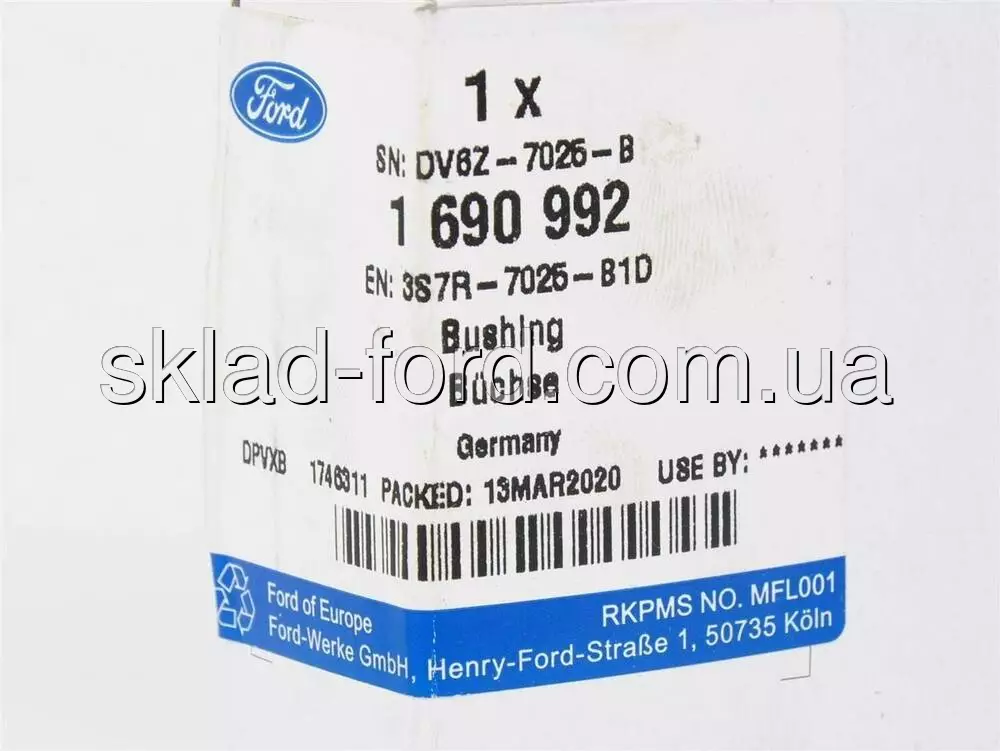 Ford
1 x
SN: DV6Z-7025-B
1 690 992
EN: 3S7R-7025-B1D
Bushing
sklad-ford.com.ua
Büchse
Germany
DPVXB 1746311 PACKED: 13MAR2020 USE BY: *******
Ford of Europe
RKPMS NO. MFL001
Ford-Werke GmbH, Henry-Ford-Straße 1, 50735 Köln